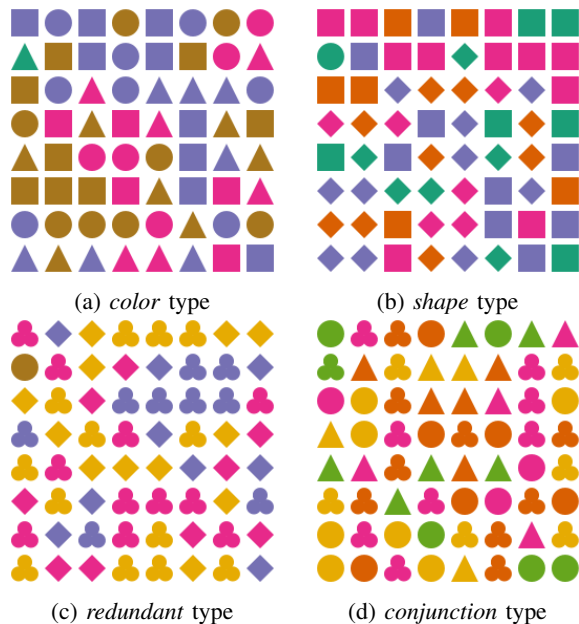 (a) color type
(b) shape type
(c) redundant type
(d) conjunction type